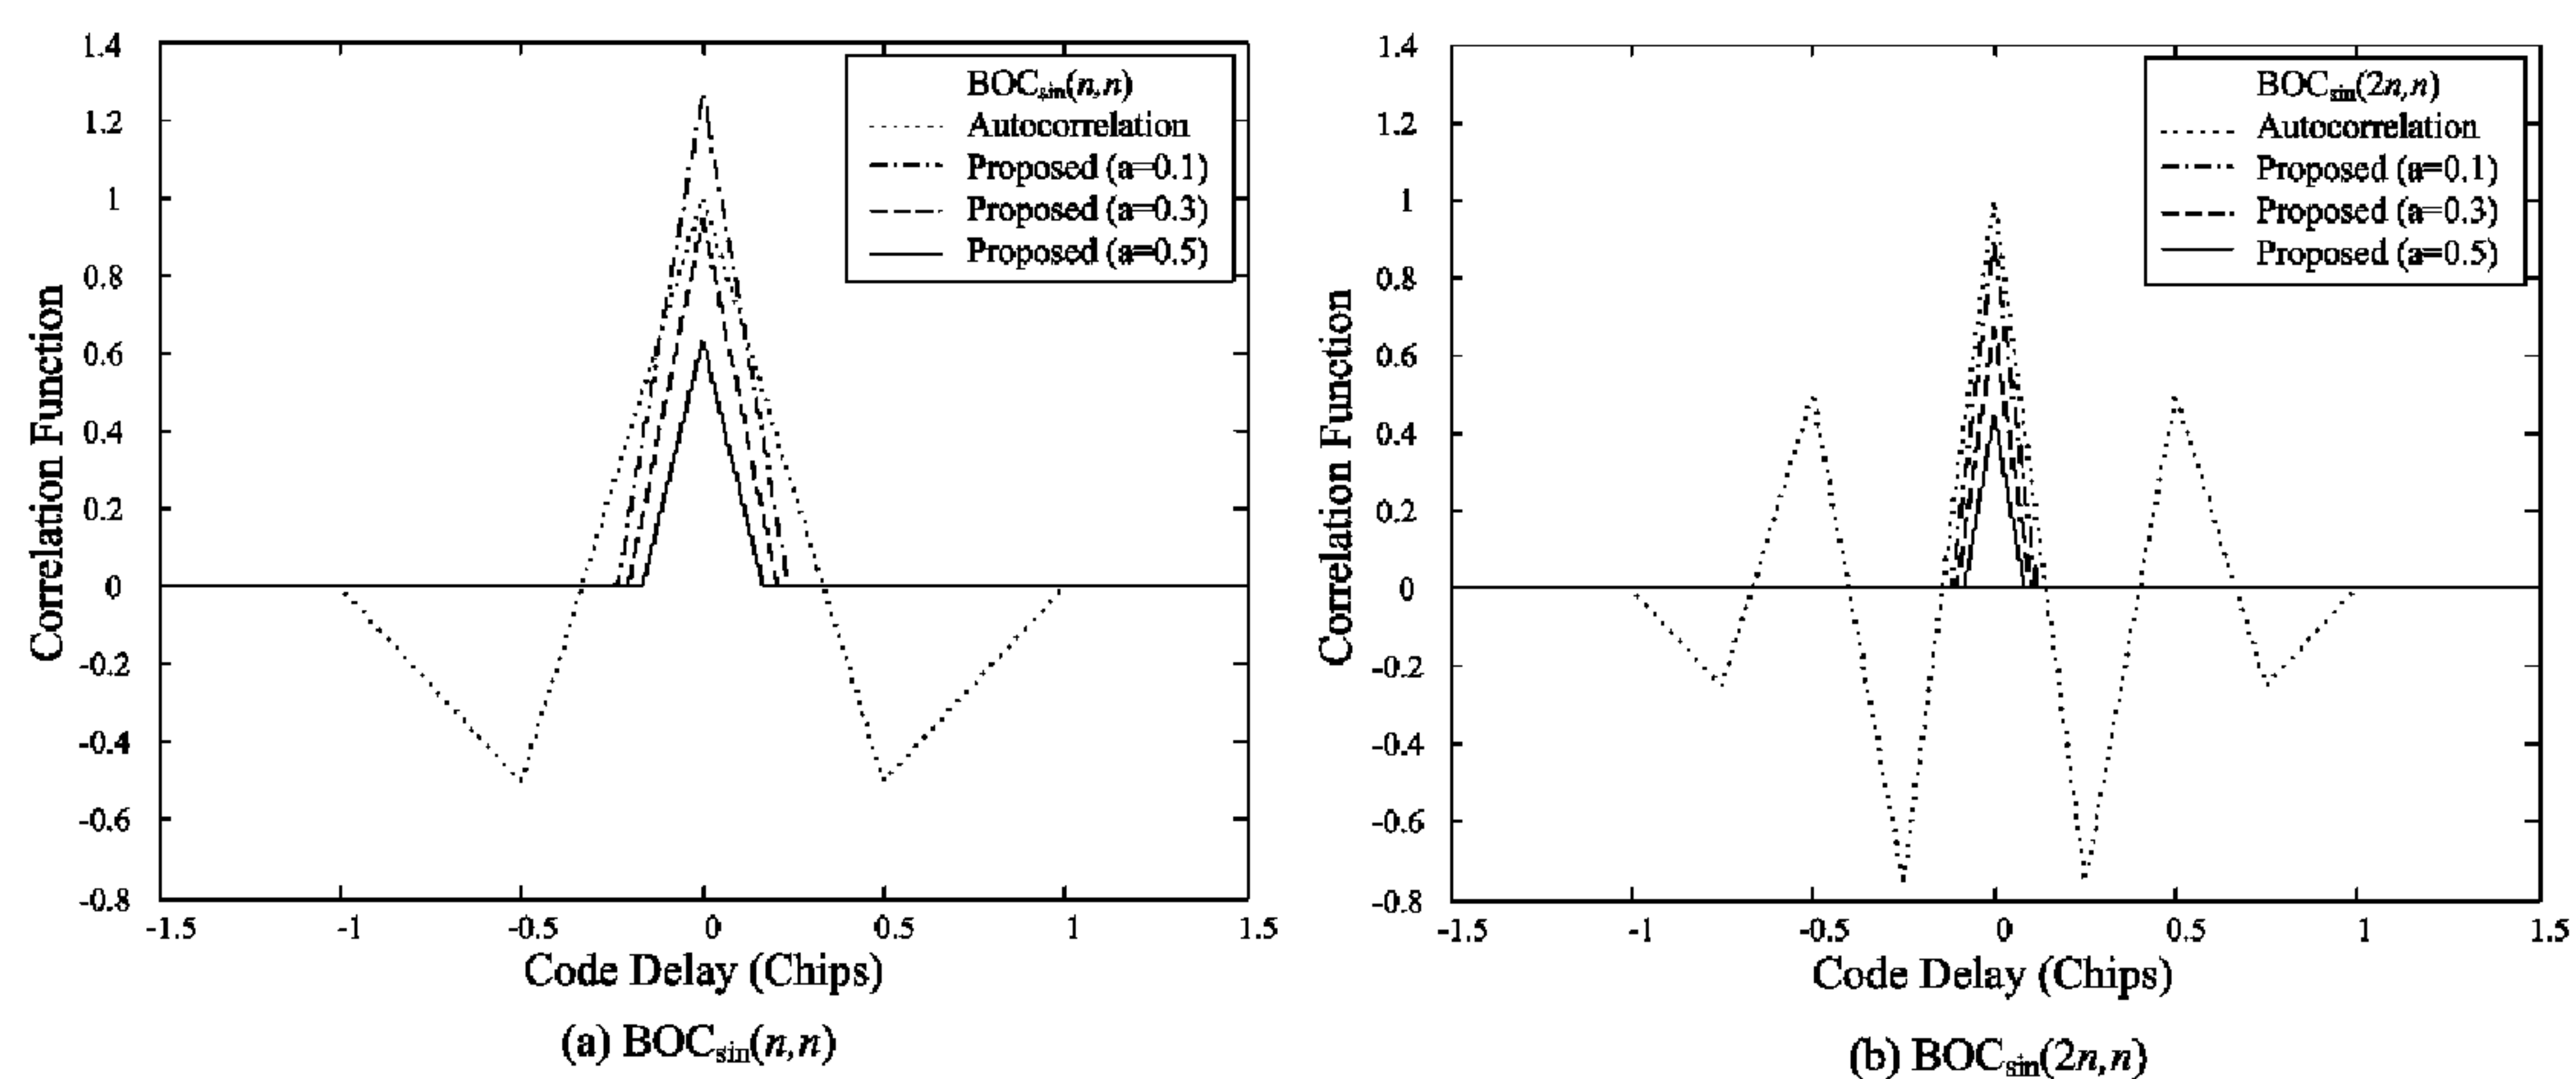 1.4
1.2
1
0.8
0.6
0.4
0.2
0
-0.2
-0.4
-0.6
-0.8
-1.5
-1
-0.5
0
0.5
1
1.5
Correlation Function
Code Delay (Chips)
BOCsin(n,n)
Autocorrelation
Proposed (a=0.1)
Proposed (a=0.3)
Proposed (a=0.5)
(a) BOCsin(n,n)
1.4
1.2
1
0.8
0.6
0.4
0.2
0
-0.2
-0.4
-0.6
-0.8
-1.5
-1
-0.5
0
0.5
1
1.5
Correlation Function
Code Delay (Chips)
BOCsin(2n,n)
Autocorrelation
Proposed (a=0.1)
Proposed (a=0.3)
Proposed (a=0.5)
(b) BOCsin(2n,n)